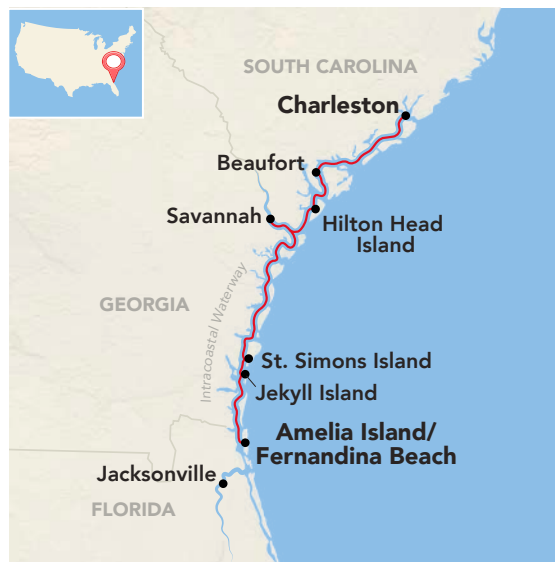 SOUTH CAROLINA
Charleston
Beaufort
Savannah
Hilton Head
Island
GEORGIA
Intracoastal Waterway
St. Simons Island
Jekyll Island
Amelia Island/
Fernandina Beach
Jacksonville
FLORIDA